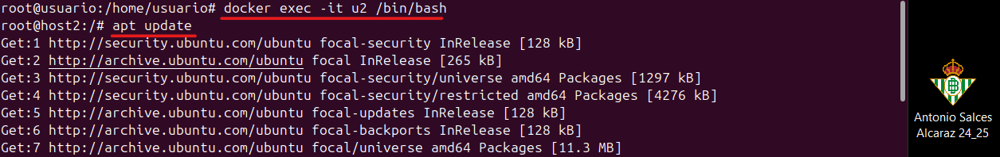 root@usuario:/home/usuario# docker exec -it u2 /bin/bash
root@host2:/# apt update
Get:1 http://security.ubuntu.com/ubuntu focal-security InRelease [128 kB]
Get:2 http://archive.ubuntu.com/ubuntu focal InRelease [265 kB]
Get:3 http://security.ubuntu.com/ubuntu focal-security/universe amd64 Packages [1297 kB]
Get:4 http://security.ubuntu.com/ubuntu focal-security/restricted amd64 Packages [4276 kB]
Get:5 http://archive.ubuntu.com/ubuntu focal-updates InRelease [128 kB]
Get:6 http://archive.ubuntu.com/ubuntu focal-backports InRelease [128 kB]
Get:7 http://archive.ubuntu.com/ubuntu focal/universe amd64 Packages [11.3 MB]
Antonio Salces
Alcaraz 24_25